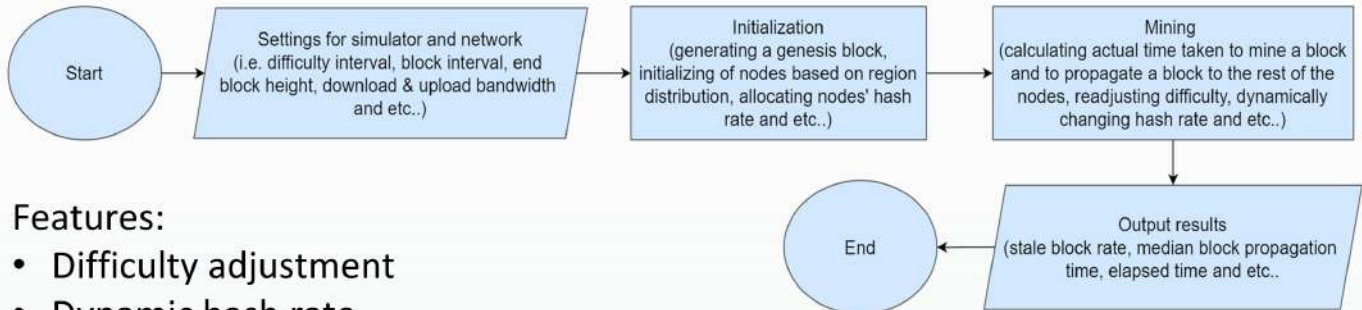 Start
Settings for simulator and network
(i.e. difficulty interval, block interval, end
block height, download & upload bandwidth
and etc..)
Initialization
(generating a genesis block,
initializing of nodes based on region
distribution, allocating nodes' hash
rate and etc..)
Mining
(calculating actual time taken to mine a block
and to propagate a block to the rest of the
nodes, readjusting difficulty, dynamically
changing hash rate and etc..)
Output results
(stale block rate, median block propagation
time, elapsed time and etc..
End
Features:
• Difficulty adjustment
• Dynamic hash rate